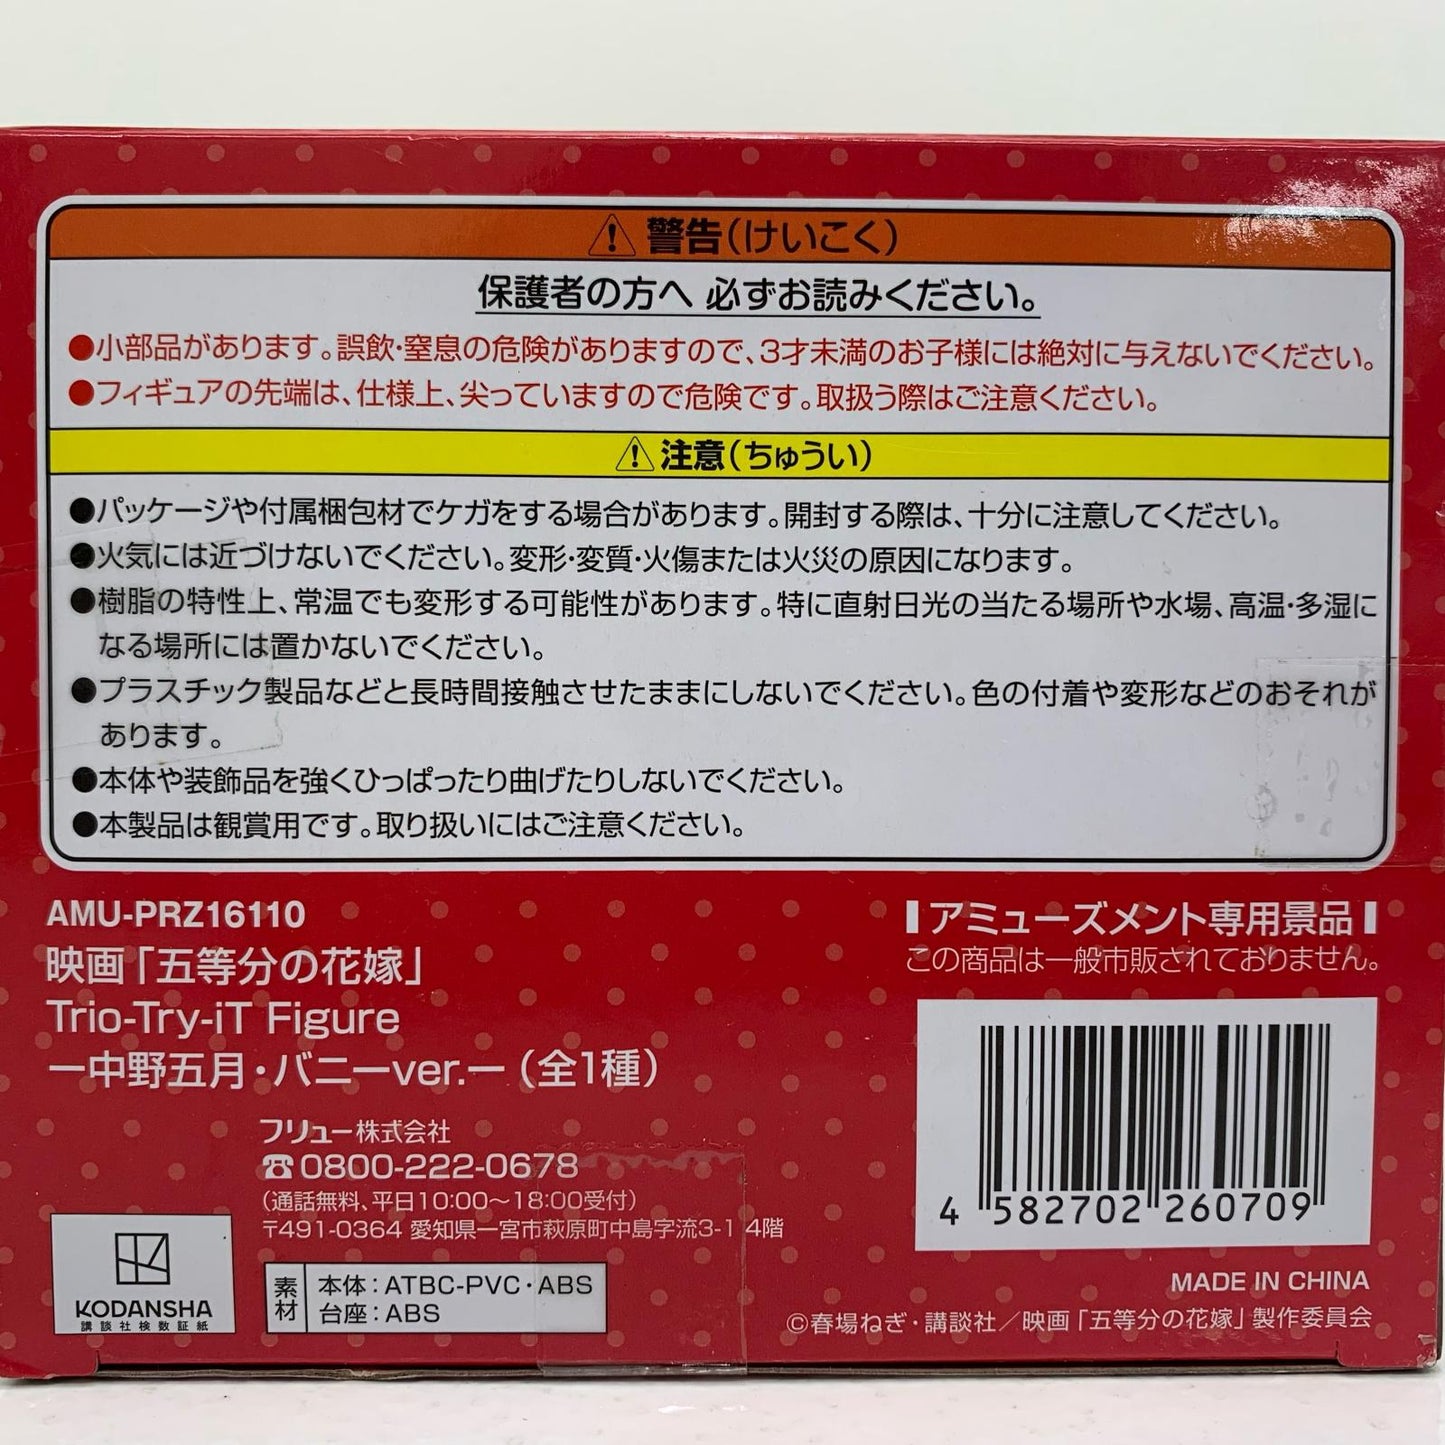 ⚠警告(けいこく)
保護者の方へ 必ずお読みください。
●小部品があります。誤飲・窒息の危険がありますので、3才未満のお子様には絶対に与えないでください。
●フィギュアの先端は、仕様上、尖っていますので危険です。取扱う際はご注意ください。
⚠注意(ちゅうい)
●パッケージや付属梱包材でケガをする場合があります。開封する際は、十分に注意してください。
●火気には近づけないでください。変形・変質・火傷または火災の原因になります。
●樹脂の特性上、常温でも変形する可能性があります。特に直射日光の当たる場所や水場、高温・多湿に
なる場所には置かないでください。
●プラスチック製品などと長時間接触させたままにしないでください。色の付着や変形などのおそれが
あります。
●本体や装飾品を強くひっぱったり曲げたりしないでください。
●本製品は観賞用です。取り扱いにはご注意ください。
AMU-PRZ16110
映画「五等分の花嫁」
Trio-Try-iT Figure
ー中野五月・バニーver.ー(全1種)
フリュー株式会社
☎0800-222-0678
(通話無料、平日10:00〜18:00受付)
〒491-0364 愛知県一宮市萩原町中島字流3-1 4階
KODANSHA
講談社検数証紙
素材
本体:ATBC-PVC・ABS
台座:ABS
アミューズメント専用景品
この商品は一般市販されておりません。
4 582702 260709
MADE IN CHINA
©春場ねぎ・講談社/映画「五等分の花嫁」製作委員会